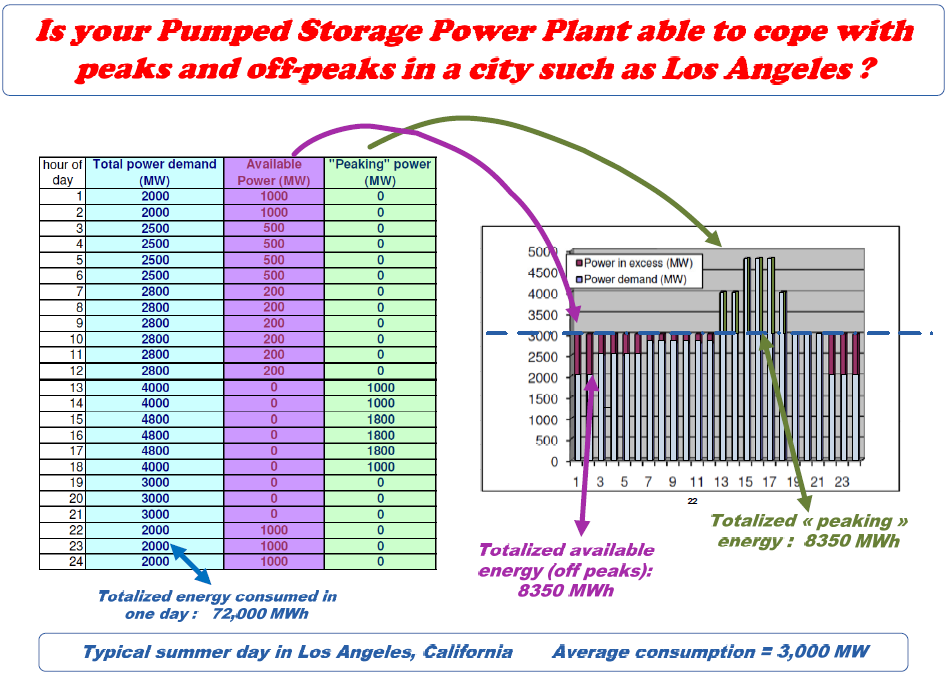 Is your Pumped Storage Power Plant able to cope with
peaks and off-peaks in a city such as Los Angeles ?
hour of day Total power demand (MW) Available Power (MW) "Peaking" power (MW)
1 2000 1000 0
2 2000 1000 0
3 2500 500 0
4 2500 500 0
5 2500 500 0
6 2500 500 0
7 2800 200 0
8 2800 200 0
9 2800 200 0
10 2800 200 0
11 2800 200 0
12 2800 200 0
13 4000 0 1000
14 4000 0 1000
15 4800 0 1800
16 4800 0 1800
17 4800 0 1800
18 4000 0 1000
19 3000 0 0
20 3000 0 0
21 3000 0 0
22 2000 1000 0
23 2000 1000 0
24 2000 1000 0
Power in excess (MW)
Power demand (MW)
5000
4500
4000
3500
3000
2500
2000
1500
1000
500
0
1 3 5 7 9 11 13 15 17 19 21 23
22
Totalized « peaking »
energy : 8350 MWh
Totalized available
energy (off peaks):
8350 MWh
Totalized energy consumed in
one day : 72,000 MWh
Typical summer day in Los Angeles, California Average consumption = 3,000 MW